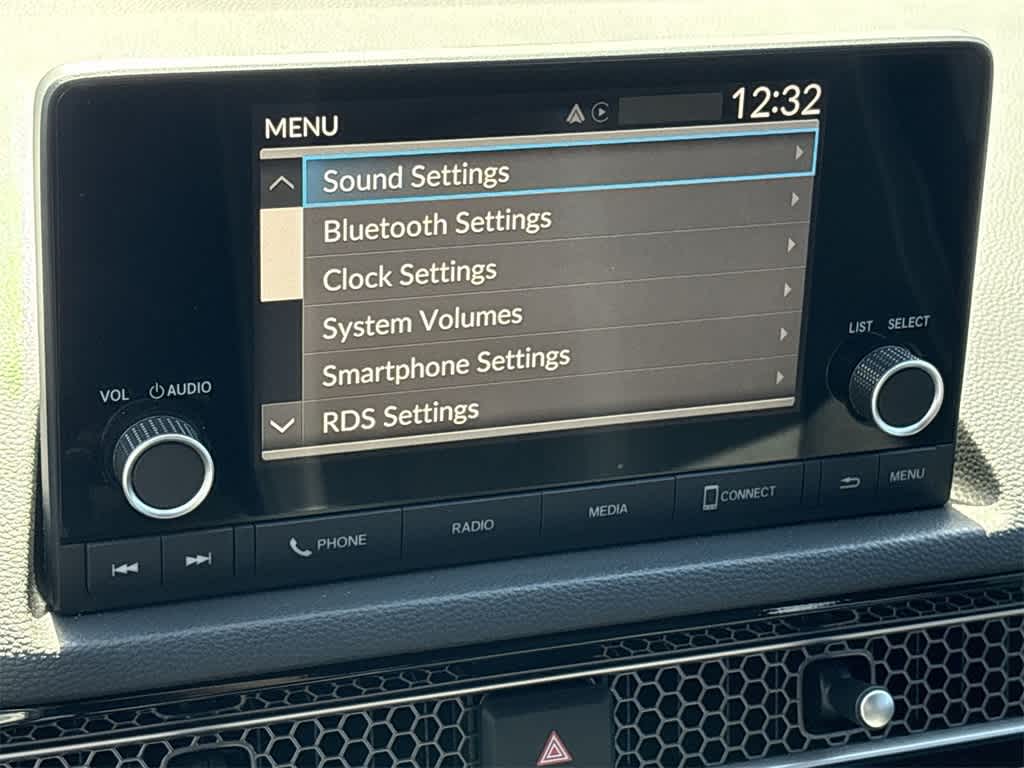 MENU 12:32
Sound Settings
Bluetooth Settings
Clock Settings
System Volumes
Smartphone Settings
RDS Settings
LIST SELECT
VOL AUDIO
PHONE RADIO MEDIA CONNECT MENU